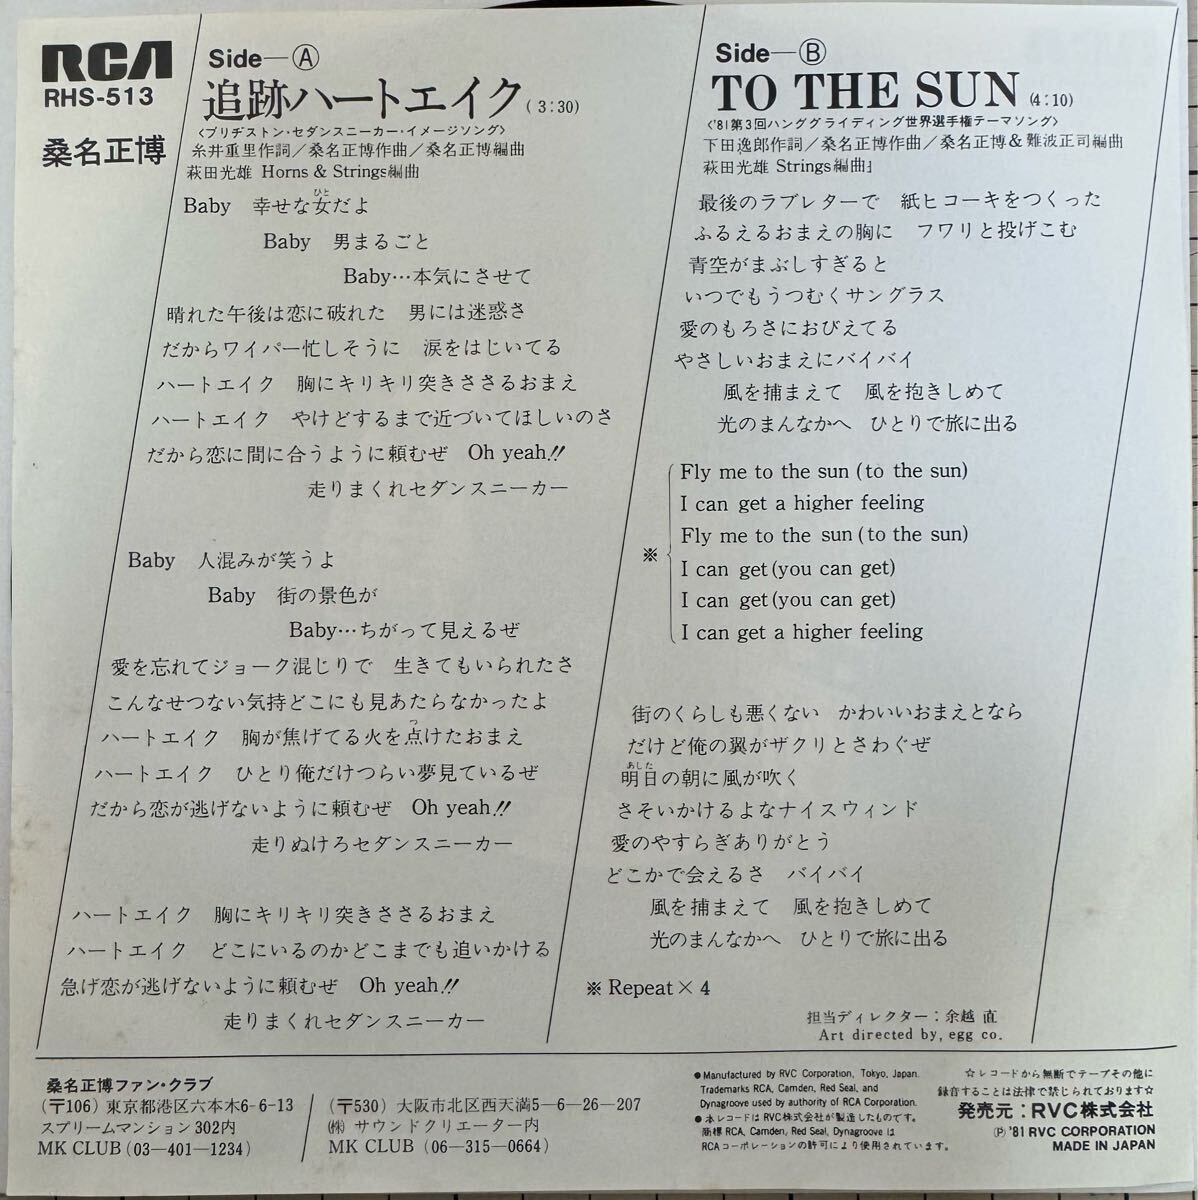 RCA
RHS-513
桑名正博
Side—Ⓐ
追跡ハートエイク(3:30)
〈ブリヂストン・セダンスニーカー・イメージソング〉
糸井重里作詞／桑名正博作曲／桑名正博編曲
萩田光雄 Horns & Strings編曲
Baby 幸せな女だよ
ひと
Baby 男まるごと
Baby…本気にさせて
晴れた午後は恋に破れた 男には迷惑さ
だからワイパー忙しそうに 涙をはじいてる
ハートエイク 胸にキリキリ突きささるおまえ
ハートエイク やけどするまで近づいてほしいのさ
だから恋に間に合うように頼むぜ Oh yeah!!
走りまくれセダンスニーカー
Baby 人混みが笑うよ
Baby 街の景色が
Baby…ちがって見えるぜ
愛を忘れてジョーク混じりで 生きてもいられたさ
こんなせつない気持どこにも見あたらなかったよ
ハートエイク 胸が焦げてる火を点けたおまえ
つ
ハートエイク ひとり俺だけつらい夢見ているぜ
だから恋が逃げないように頼むぜ Oh yeah!!
走りぬけろセダンスニーカー
ハートエイク 胸にキリキリ突きささるおまえ
ハートエイク どこにいるのかどこまでも追いかける
急げ恋が逃げないように頼むぜ Oh yeah!!
走りまくれセダンスニーカー
Side—Ⓑ
TO THE SUN (4:10)
〈'81第3回ハンググライディング世界選手権テーマソング〉
下田逸郎作詞／桑名正博作曲／桑名正博＆難波正司編曲
萩田光雄 Strings編曲」
最後のラブレターで 紙ヒコーキをつくった
ふるえるおまえの胸に フワリと投げこむ
青空がまぶしすぎると
いつでもうつむくサングラス
愛のもろさにおびえてる
やさしいおまえにバイバイ
風を捕まえて 風を抱きしめて
光のまんなかへ ひとりで旅に出る
Fly me to the sun (to the sun)
I can get a higher feeling
Fly me to the sun (to the sun)
※ I can get (you can get)
I can get (you can get)
I can get a higher feeling
街のくらしも悪くない かわいいおまえとなら
だけど俺の翼がザクリとさわぐぜ
あした
明日の朝に風が吹く
さそいかけるよなナイスウィンド
愛のやすらぎありがとう
どこかで会えるさ バイバイ
風を捕まえて 風を抱きしめて
光のまんなかへ ひとりで旅に出る
※ Repeat×4
担当ディレクター：余越 直
Art directed by, egg co.
桑名正博ファン・クラブ
(〒106) 東京都港区六本木6-6-13
スプリームマンション302内
MK CLUB (03-401-1234)
(〒530) 大阪市北区西天満5-6-26-207
㈱ サウンドクリエーター内
MK CLUB (06-315-0664)
●Manufactured by RVC Corporation, Tokyo, Japan.
Trademarks RCA, Camden, Red Seal, and
Dynagroove used by authority of RCA Corporation.
●本レコードはRVC株式会社が製造したものです。
商標RCA, Camden, Red Seal, Dynagroove は
RCAコーポレーションの許可により使用されています。
☆レコードから無断でテープその他に
録音することは法律で禁じられております☆
発売元：RVC株式会社
Ⓟ '81 RVC CORPORATION
MADE IN JAPAN